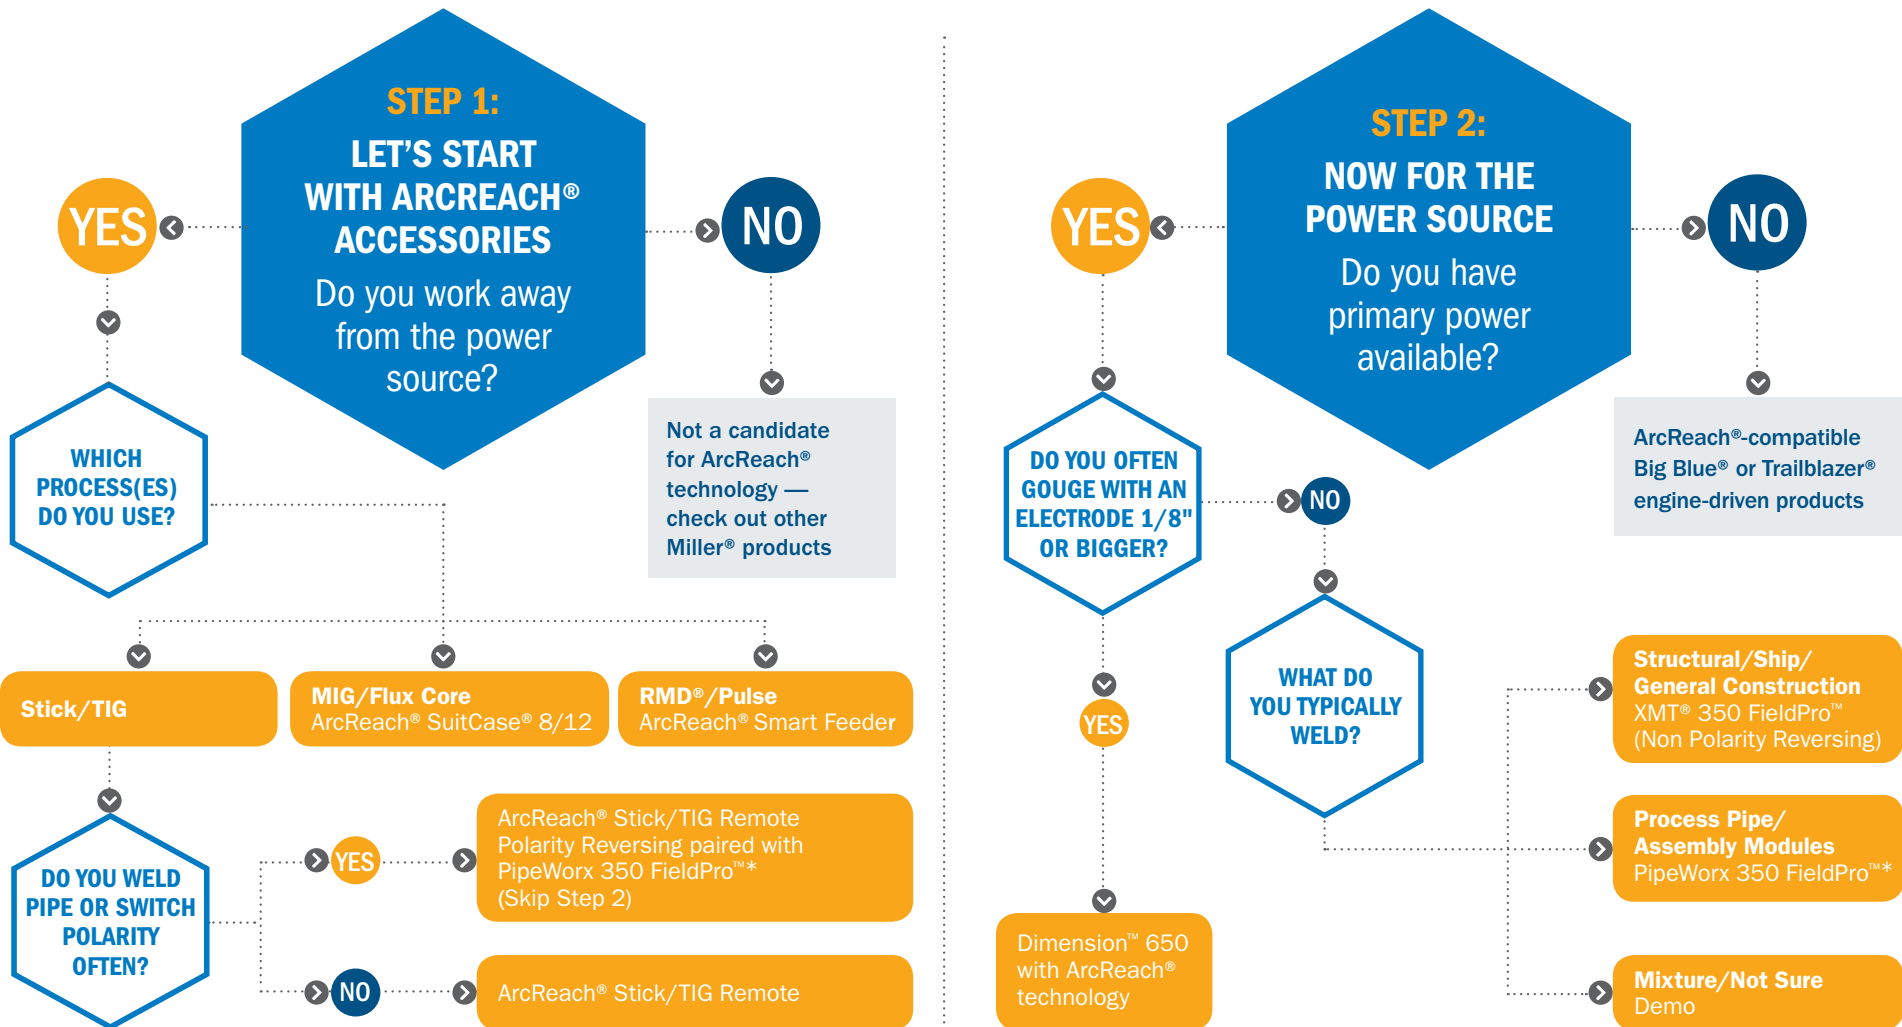 STEP 1:
LET'S START
WITH ARCREACH®
ACCESSORIES
Do you work away
from the power
source?
YES
NO
WHICH
PROCESS(ES)
DO YOU USE?
Not a candidate
for ArcReach®
technology —
check out other
Miller® products
Stick/TIG
MIG/Flux Core
ArcReach® SuitCase® 8/12
RMD®/Pulse
ArcReach® Smart Feeder
DO YOU WELD
PIPE OR SWITCH
POLARITY
OFTEN?
YES
ArcReach® Stick/TIG Remote
Polarity Reversing paired with
PipeWorx 350 FieldPro™*
(Skip Step 2)
NO
ArcReach® Stick/TIG Remote
STEP 2:
NOW FOR THE
POWER SOURCE
Do you have
primary power
available?
YES
NO
DO YOU OFTEN
GOUGE WITH AN
ELECTRODE 1/8"
OR BIGGER?
NO
ArcReach®-compatible
Big Blue® or Trailblazer®
engine-driven products
YES
Dimension™ 650
with ArcReach®
technology
WHAT DO
YOU TYPICALLY
WELD?
Structural/Ship/
General Construction
XMT® 350 FieldPro™
(Non Polarity Reversing)
Process Pipe/
Assembly Modules
PipeWorx 350 FieldPro™*
Mixture/Not Sure
Demo